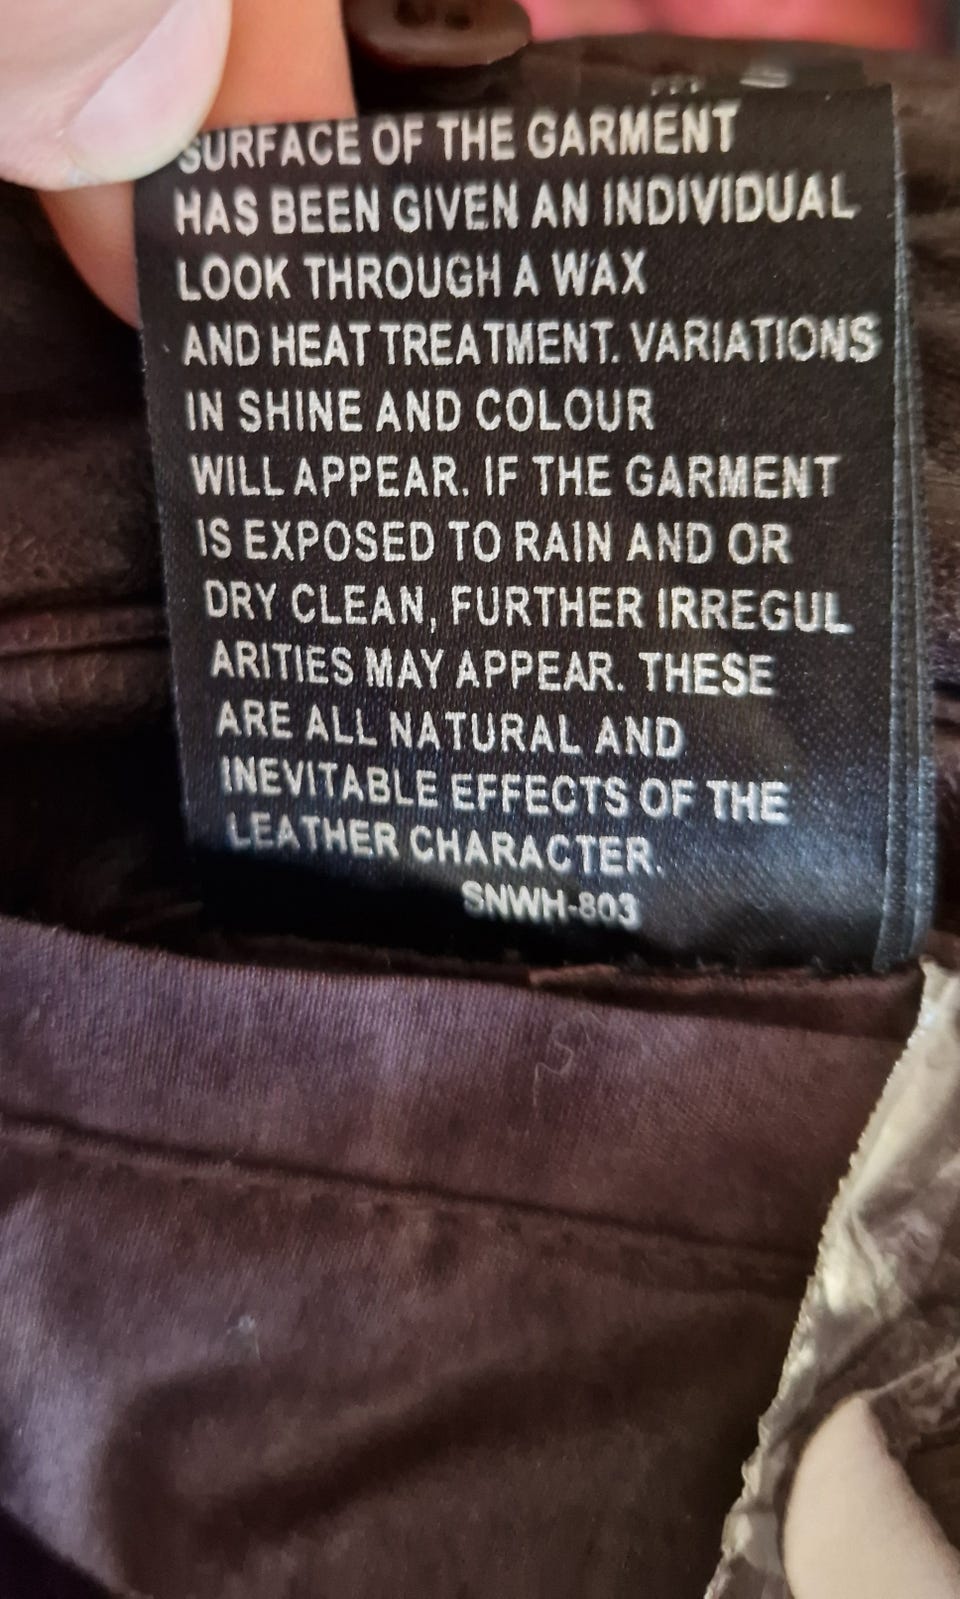 SURFACE OF THE GARMENT
HAS BEEN GIVEN AN INDIVIDUAL
LOOK THROUGH A WAX
AND HEAT TREATMENT. VARIATIONS
IN SHINE AND COLOUR
WILL APPEAR. IF THE GARMENT
IS EXPOSED TO RAIN AND OR
DRY CLEAN, FURTHER IRREGUL
ARITIES MAY APPEAR. THESE
ARE ALL NATURAL AND
INEVITABLE EFFECTS OF THE
LEATHER CHARACTER.
SNWH-803